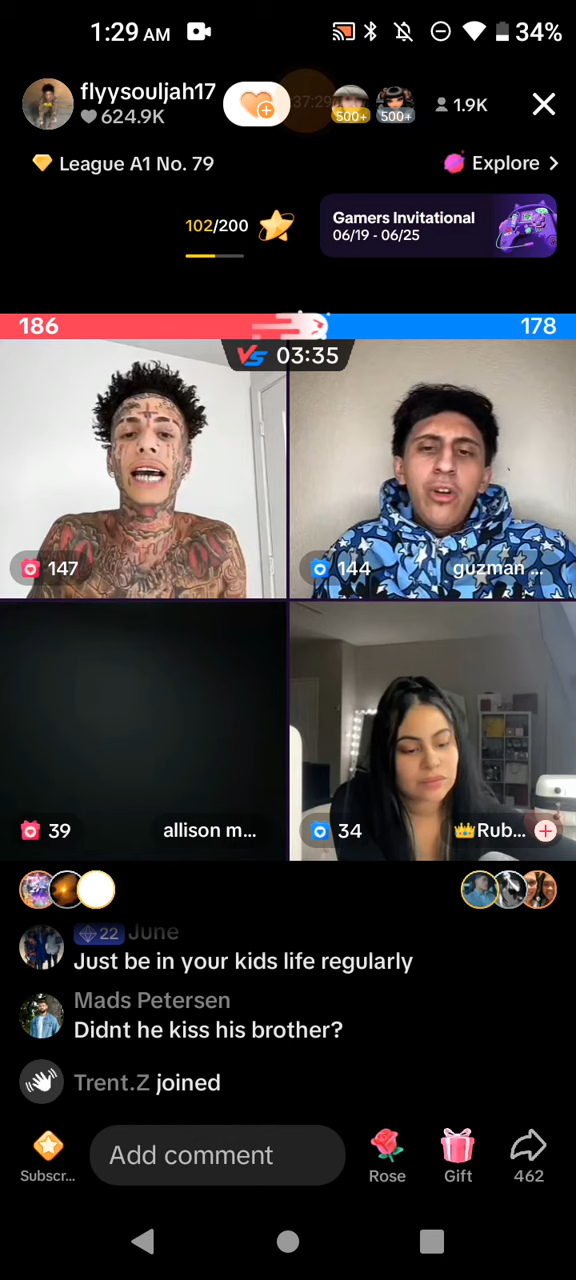 1:29 AM
34%
flyysouljah17
624.9K
37:29
500+
500+
1.9K
League A1 No. 79
Explore
102/200
Gamers Invitational
06/19 - 06/25
186
178
VS 03:35
147
144
guzman ...
39
allison m...
34
Rub...
22 June
Just be in your kids life regularly
Mads Petersen
Didnt he kiss his brother?
Trent.Z joined
Subscr...
Add comment
Rose
Gift
462